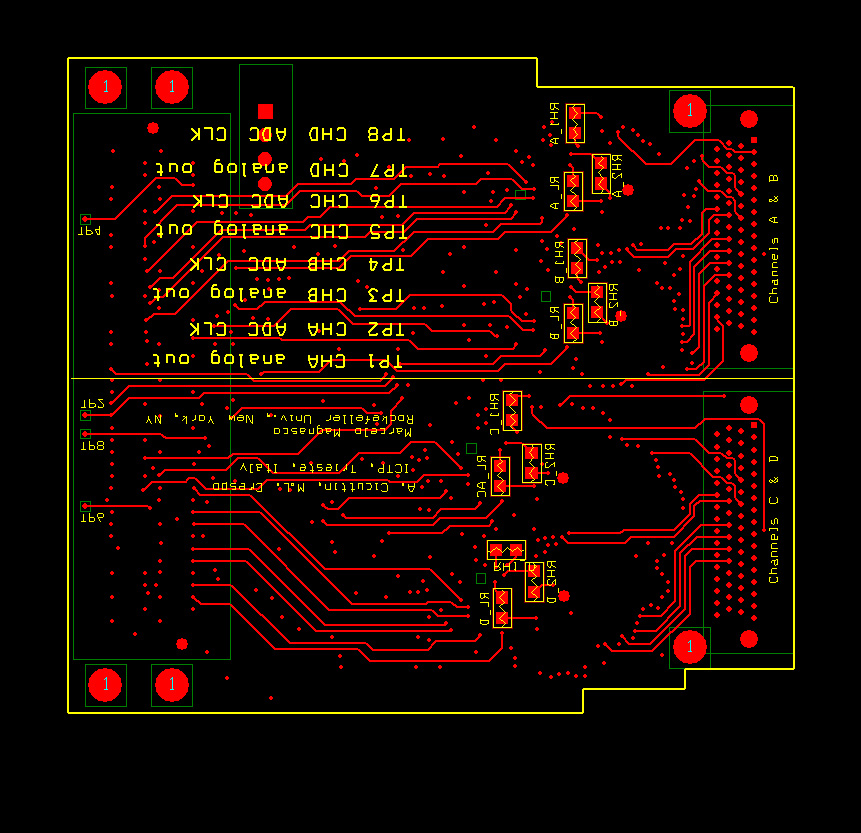 1
1
1
TP8 CHD ADC CLK
TP7 CHD analog out
TP6 CHC ADC CLK
TP5 CHC analog out
TP4 CHB ADC CLK
TP3 CHB analog out
TP2 CHA ADC CLK
TP1 CHA analog out
TP4
RH1_A
RH2_A
RL_A
RH1_B
RH2_B
RL_B
Channels A & B
TP2
TP8
TP6
Rockefeller Univ., New York, NY
Marcelo Magnasco
ICTP, Trieste, Italy
A. Cicuttin, M.L. Crespo
RH1_C
RH2_C
RH2_D
RL_D
Channels C & D
1
1
1